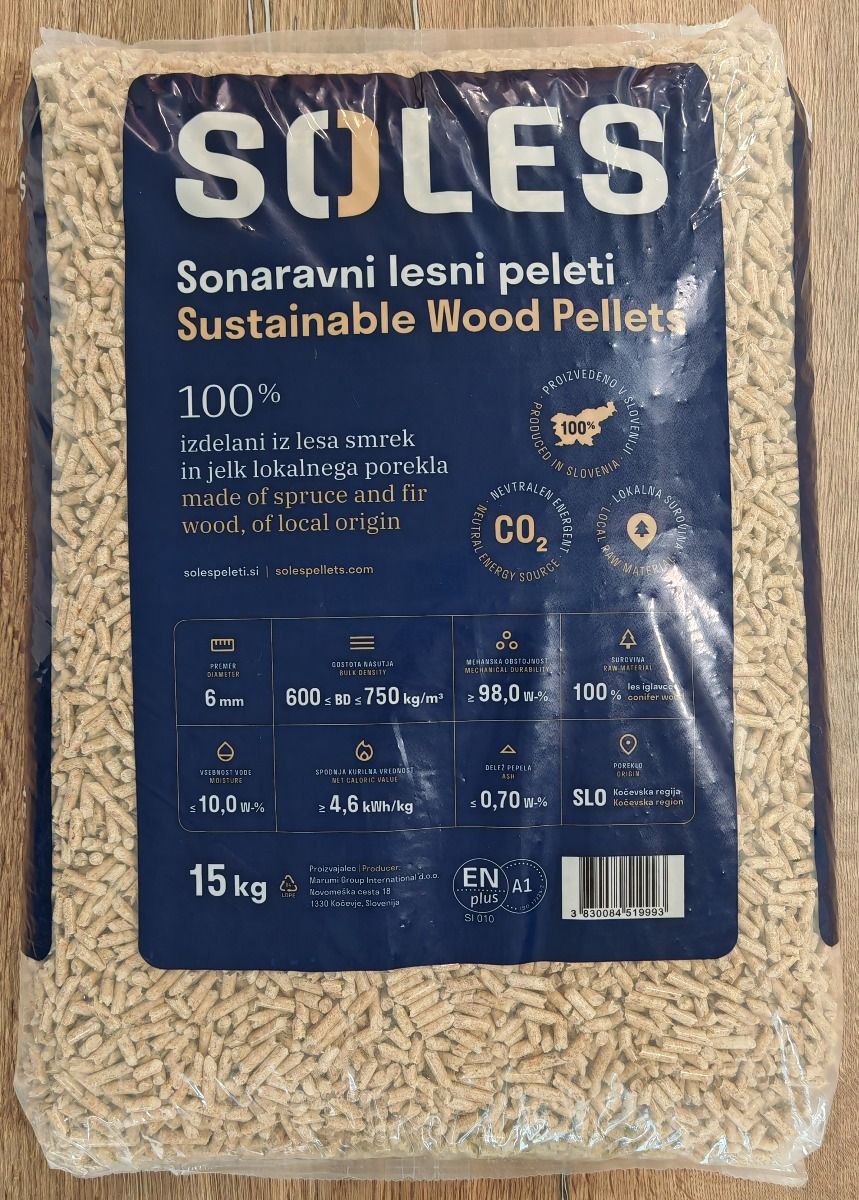 SOLES
Sonaravni lesni peleti
Sustainable Wood Pellets
100%
izdelani iz lesa smrek
in jelk lokalnega porekla
made of spruce and fir
wood, of local origin
solespeleti.si | solespellets.com
PROIZVEDENO V SLOVENIJI
100%
PRODUCED IN SLOVENIA
NEVTRALEN ENERGENT
CO₂
NEUTRAL ENERGY SOURCE
LOKALNA SUROVINA
LOCAL RAW MATERIAL
PREMER
DIAMETER
6 mm
GOSTOTA NASUTJA
BULK DENSITY
600 ≤ BD ≤ 750 kg/m³
MEHANSKA OBSTOJNOST
MECHANICAL DURABILITY
≥ 98,0 W-%
SUROVINA
RAW MATERIAL
100% les iglavcev
conifer wood
VSEBNOST VODE
MOISTURE
≤ 10,0 W-%
SPODNJA KURILNA VREDNOST
NET CALORIC VALUE
≥ 4,6 kWh/kg
DELEŽ PEPELA
ASH
≤ 0,70 W-%
POREKLO
ORIGIN
SLO Kočevska regija
Kočevska region
15 kg
LDPE
Proizvajalec | Producer:
Marumi Group International d.o.o.
Novomeška cesta 18
1330 Kočevje, Slovenija
EN
plus
A1
SI 010
3 830084 519993